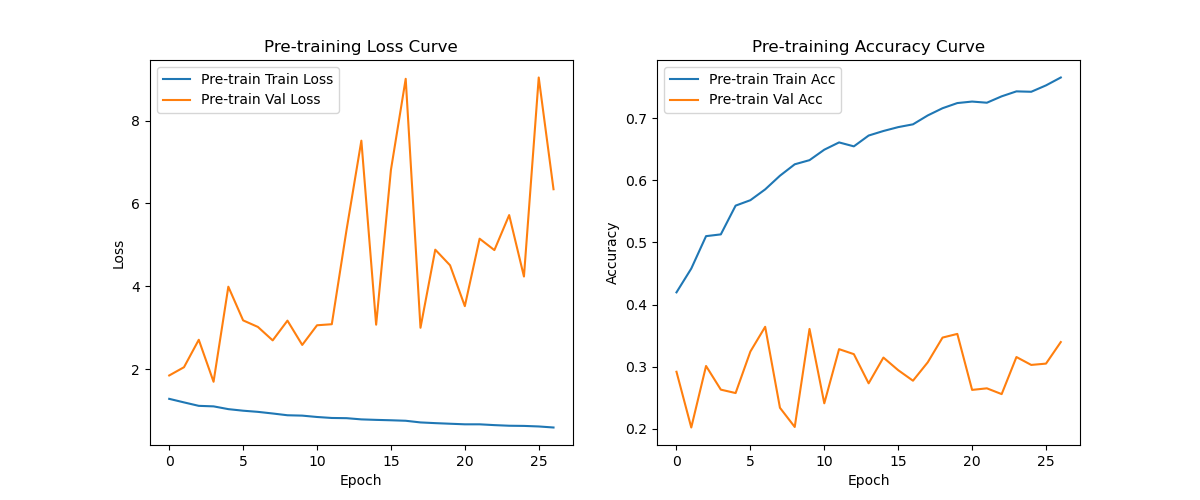 Pre-training Loss Curve
Pre-train Train Loss
Pre-train Val Loss
8
6
4
2
Loss
0 5 10 15 20 25
Epoch
Pre-training Accuracy Curve
Pre-train Train Acc
Pre-train Val Acc
0.7
0.6
0.5
0.4
0.3
0.2
Accuracy
0 5 10 15 20 25
Epoch